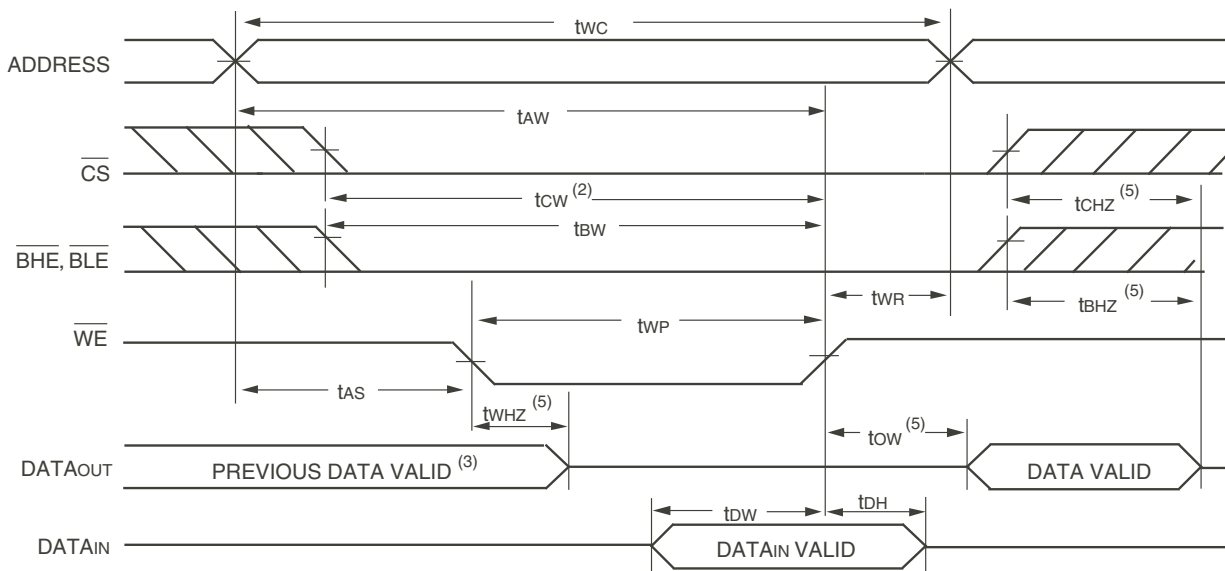 tWC
ADDRESS
tAW
CS
tCW (2)
tCHZ (5)
tBW
BHE, BLE
tWR
tBHZ (5)
tWP
WE
tAS
tWHZ (5)
tOW (5)
DATAOUT
PREVIOUS DATA VALID (3)
DATA VALID
tDW
tDH
DATAIN
DATAIN VALID